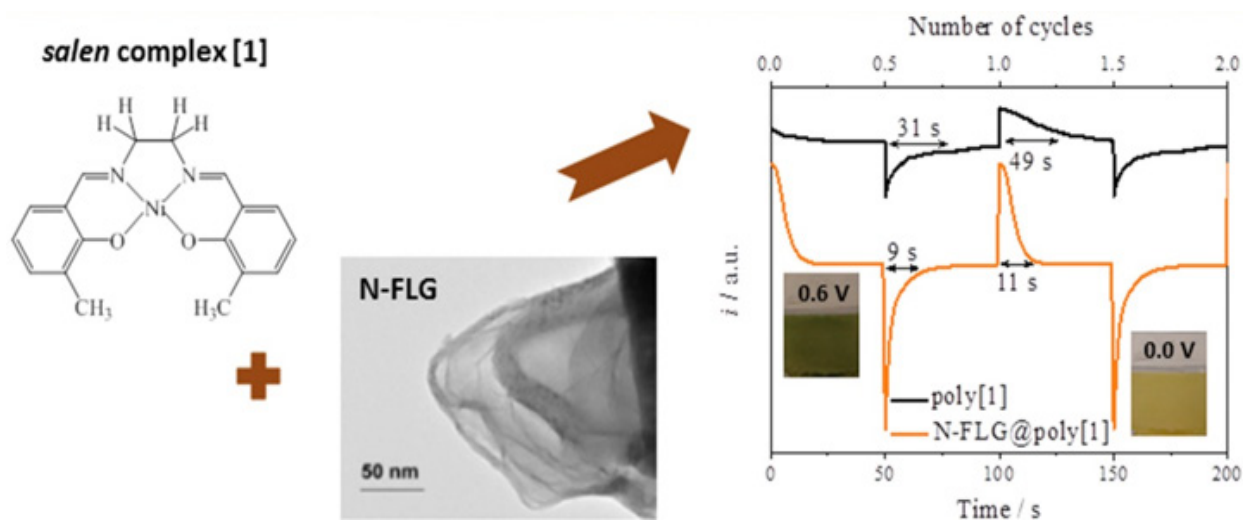 salen complex [1]
H
H
H
H
N
N
Ni
O
O
CH₃
H₃C
N-FLG
50 nm
Number of cycles
0.0 0.5 1.0 1.5 2.0
31 s
49 s
9 s
11 s
0.6 V
0.0 V
i / a.u.
poly[1]
N-FLG@poly[1]
0 50 100 150 200
Time / s